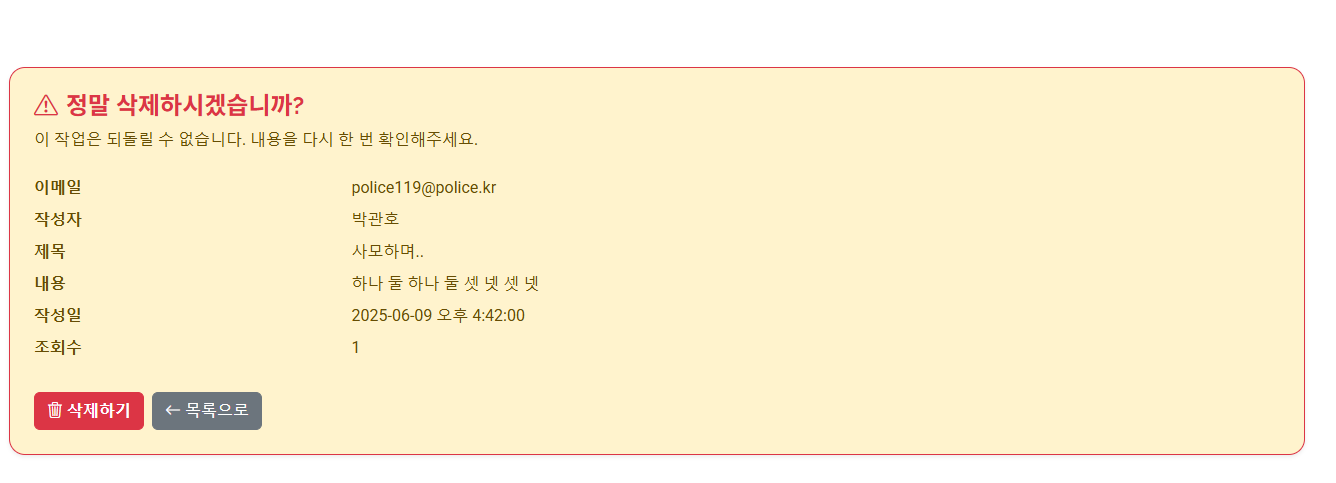 정말 삭제하시겠습니까?
이 작업은 되돌릴 수 없습니다. 내용을 다시 한 번 확인해주세요.
이메일 police119@police.kr
작성자 박관호
제목 사모하며..
내용 하나 둘 하나 둘 셋 넷 셋 넷
작성일 2025-06-09 오후 4:42:00
조회수 1
삭제하기 ← 목록으로